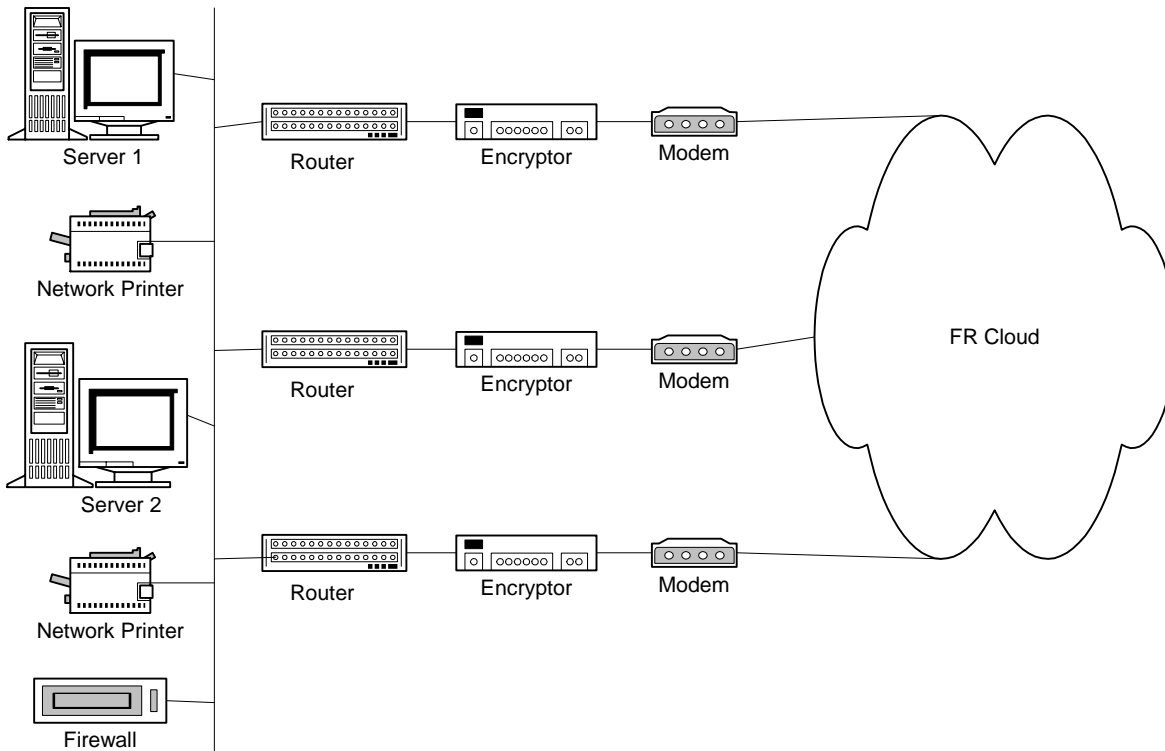 Server 1
Router
Encryptor
Modem
Network Printer
FR Cloud
Router
Encryptor
Modem
Server 2
Router
Encryptor
Modem
Network Printer
Firewall